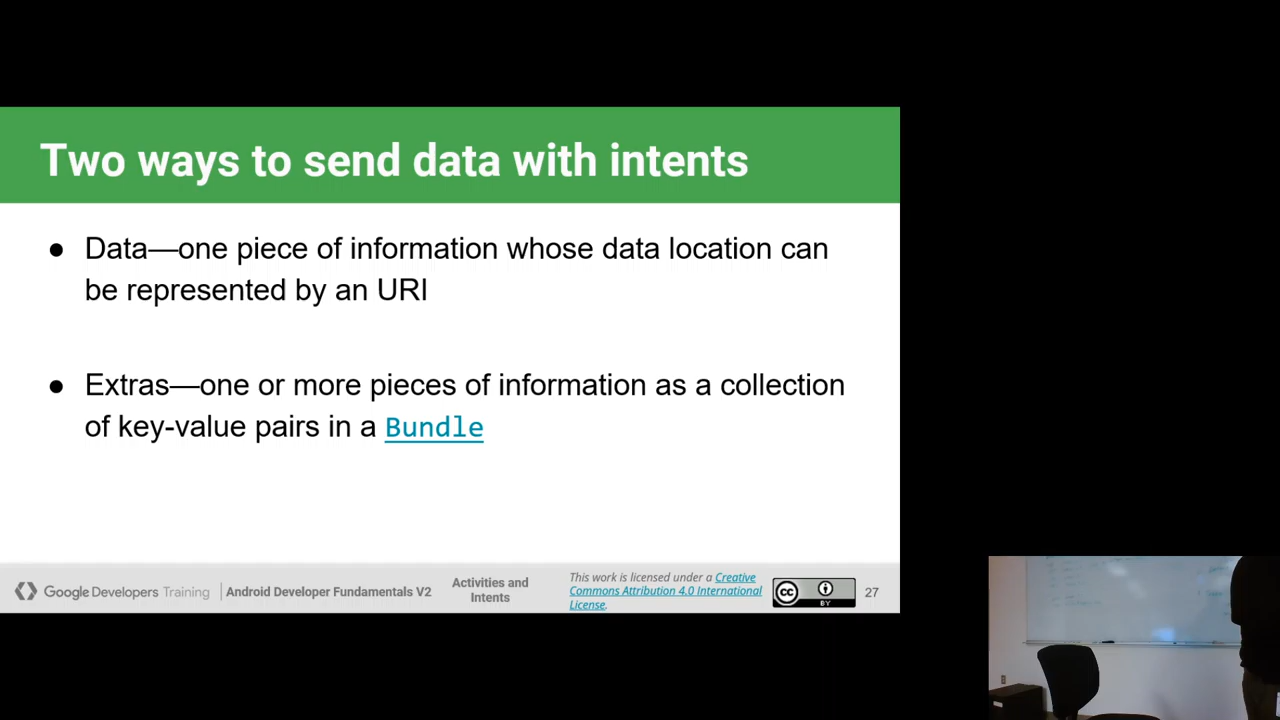 Two ways to send data with intents
● Data—one piece of information whose data location can
be represented by an URI
● Extras—one or more pieces of information as a collection
of key-value pairs in a Bundle
Google Developers Training
Android Developer Fundamentals V2
Activities and
Intents
This work is licensed under a Creative
Commons Attribution 4.0 International
License.
cc
BY
27